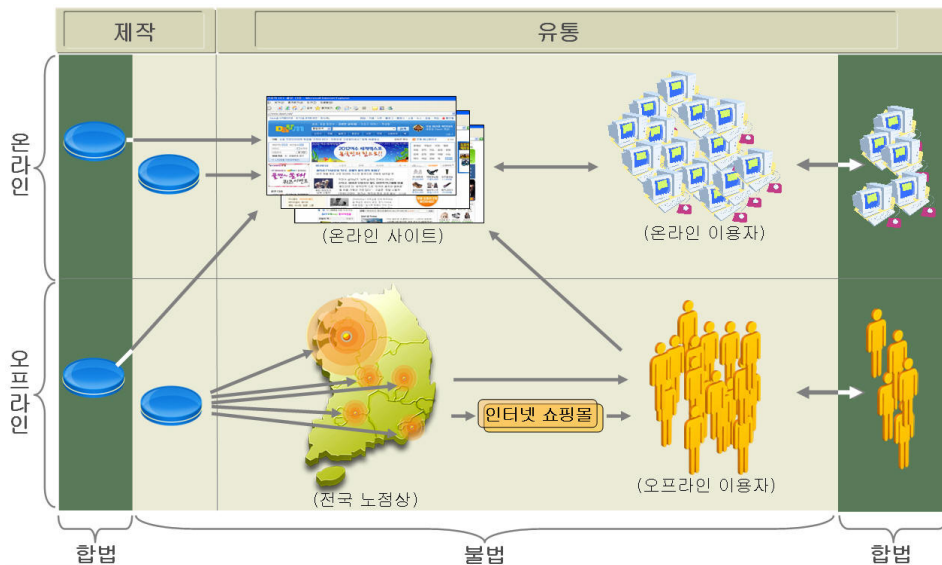 제작
유통
온라인
(온라인 사이트)
(온라인 이용자)
오프라인
인터넷 쇼핑몰
(전국 노점상)
(오프라인 이용자)
합법
불법
합법